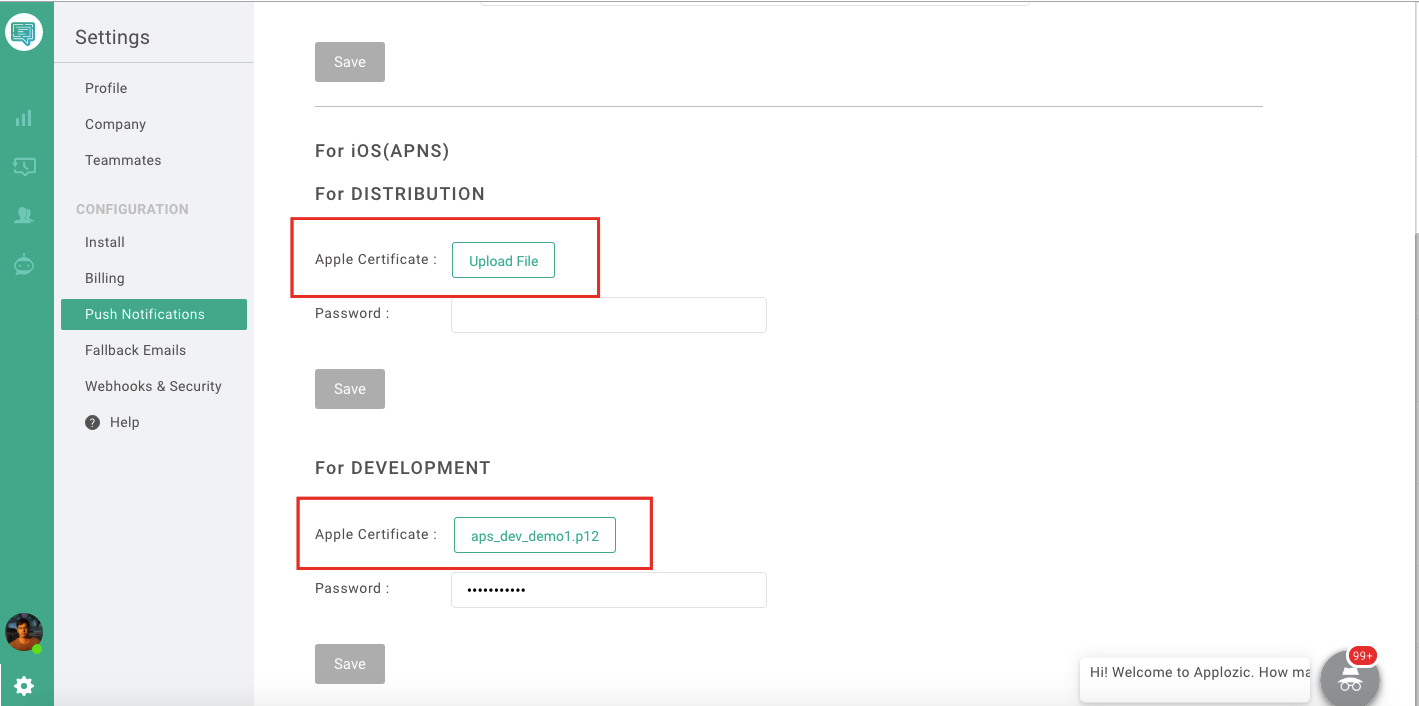 Settings
Profile
Company
Teammates
CONFIGURATION
Install
Billing
Push Notifications
Fallback Emails
Webhooks & Security
? Help
Save
For iOS(APNS)
For DISTRIBUTION
Apple Certificate : Upload File
Password :
Save
For DEVELOPMENT
Apple Certificate : aps_dev_demo1.p12
Password : •••••••••••
Save
Hi! Welcome to Applozic. How ma
99+